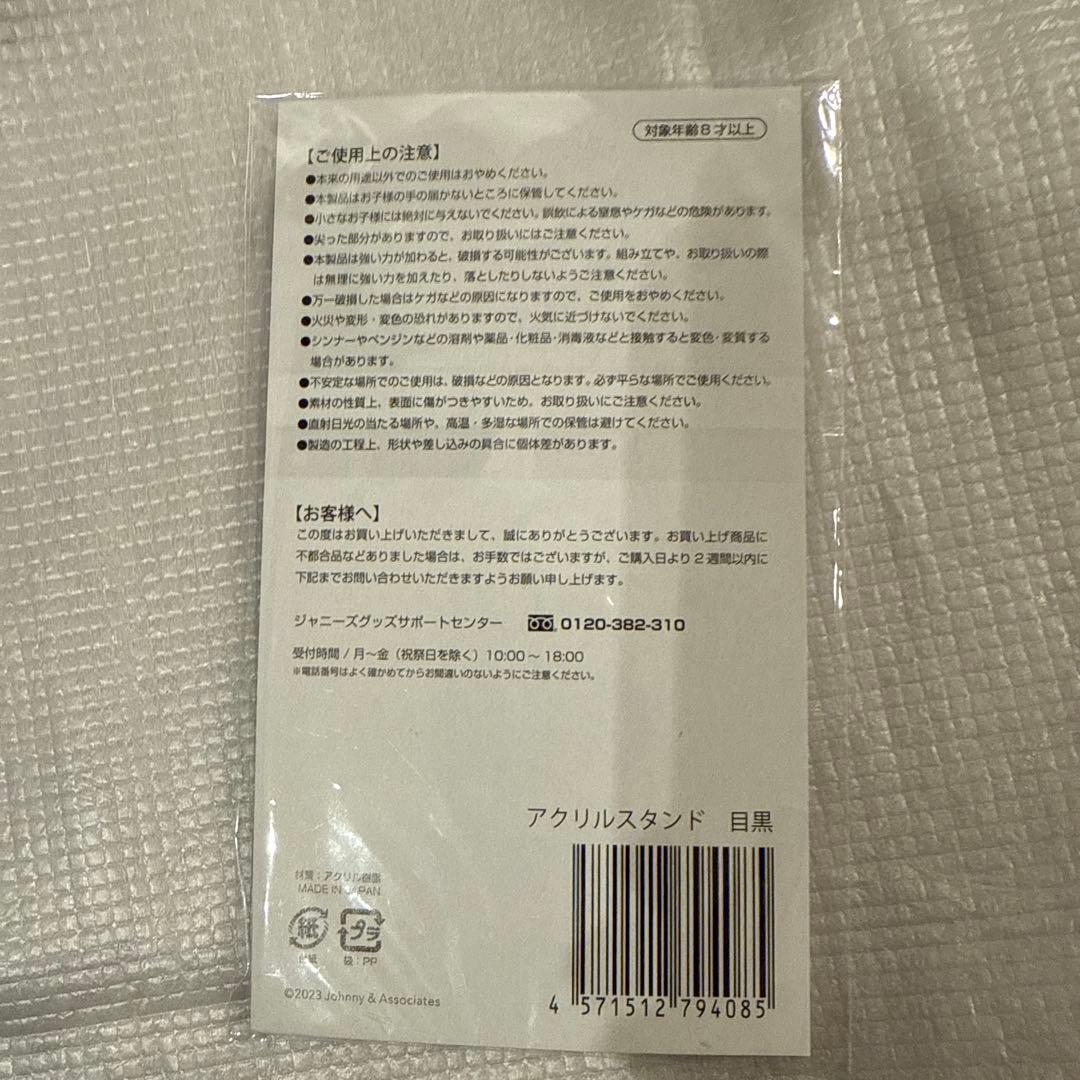 対象年齢8才以上
【ご使用上の注意】
●本来の用途以外でのご使用はおやめください。
●本製品はお子様の手の届かないところに保管してください。
●小さなお子様には絶対に与えないでください。誤飲による窒息やケガなどの危険があります。
●尖った部分がありますので、お取り扱いにはご注意ください。
●本製品は強い力が加わると、破損する可能性がございます。組み立てや、お取り扱いの際
は無理に強い力を加えたり、落としたりしないようご注意ください。
●万一破損した場合はケガなどの原因になりますので、ご使用をおやめください。
●火災や変形・変色の恐れがありますので、火気に近づけないでください。
●シンナーやベンジンなどの溶剤や薬品・化粧品・消毒液などと接触すると変色・変質する
場合があります。
●不安定な場所でのご使用は、破損などの原因となります。必ず平らな場所でご使用ください。
●素材の性質上、表面に傷がつきやすいため、お取り扱いにご注意ください。
●直射日光の当たる場所や、高温・多湿な場所での保管は避けてください。
●製造の工程上、形状や差し込みの具合に個体差があります。
【お客様へ】
この度はお買い上げいただきまして、誠にありがとうございます。お買い上げ商品に
不都合品などありました場合は、お手数ではございますが、ご購入日より2週間以内に
下記までお問い合わせいただきますようお願い申し上げます。
ジャニーズグッズサポートセンター 0120-382-310
受付時間 / 月〜金(祝祭日を除く)10:00〜18:00
※電話番号はよく確かめてからお間違いのないようにご注意ください。
アクリルスタンド 目黒
材質:アクリル樹脂
MADE IN JAPAN
紙 プラ
台紙 袋:PP
©2023 Johnny & Associates
4 571512 794085